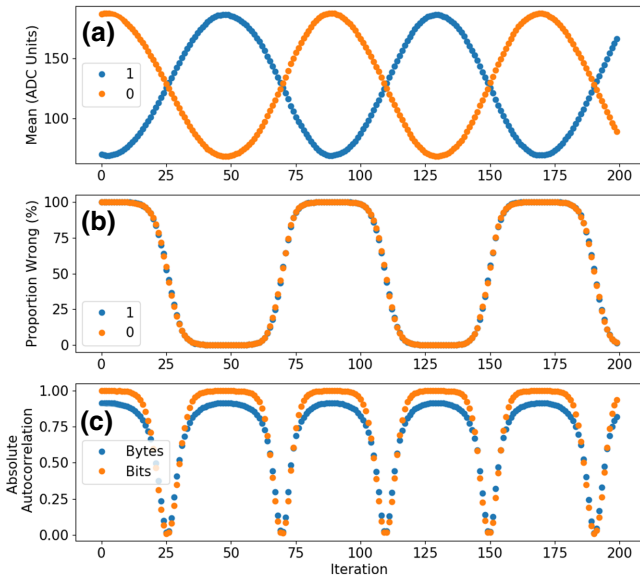 (a)
Mean (ADC Units)
150
100
1
0
0 25 50 75 100 125 150 175 200
(b)
Proportion Wrong (%)
100
75
50
25
0
1
0
0 25 50 75 100 125 150 175 200
(c)
Absolute
Autocorrelation
1.00
0.75
0.50
0.25
0.00
Bytes
Bits
0 25 50 75 100 125 150 175 200
Iteration